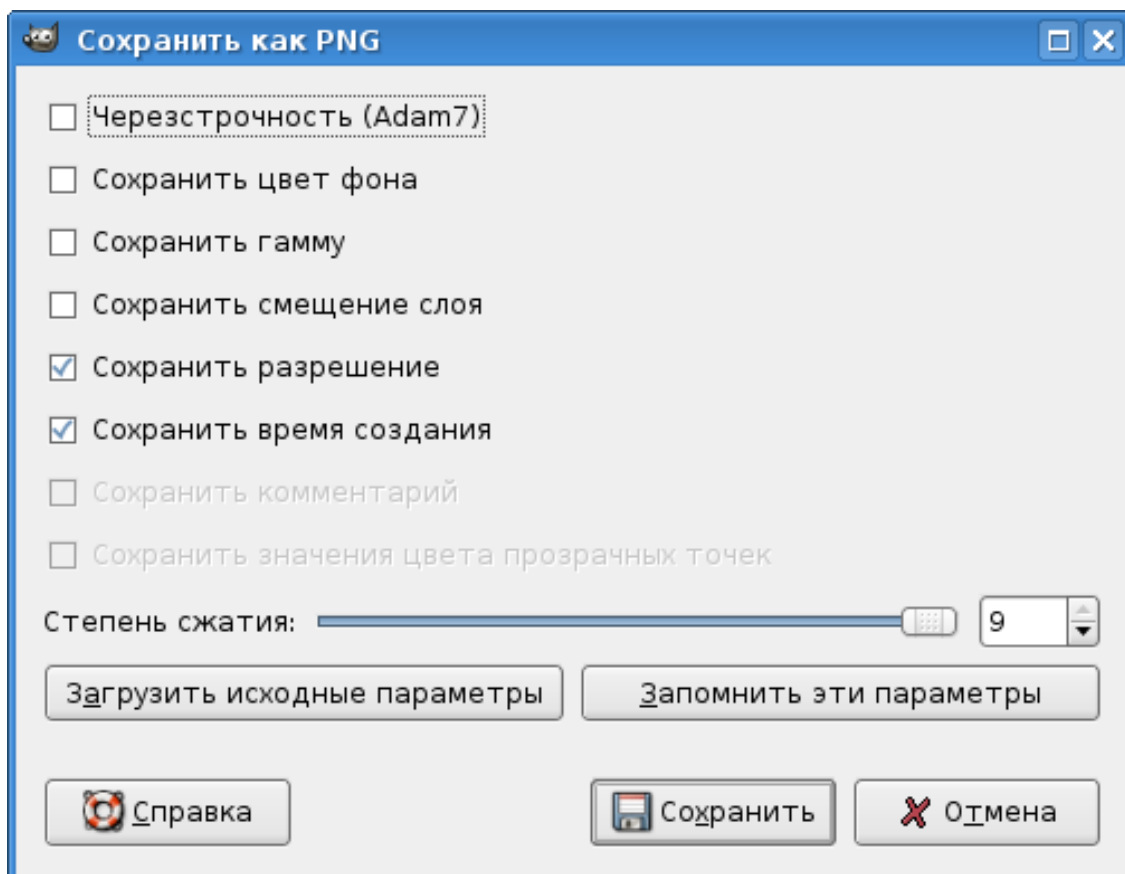 Сохранить как PNG
Черезстрочность (Adam7)
Сохранить цвет фона
Сохранить гамму
Сохранить смещение слоя
Сохранить разрешение
Сохранить время создания
Сохранить комментарий
Сохранить значения цвета прозрачных точек
Степень сжатия: 9
Загрузить исходные параметры Запомнить эти параметры
Справка Сохранить Отмена